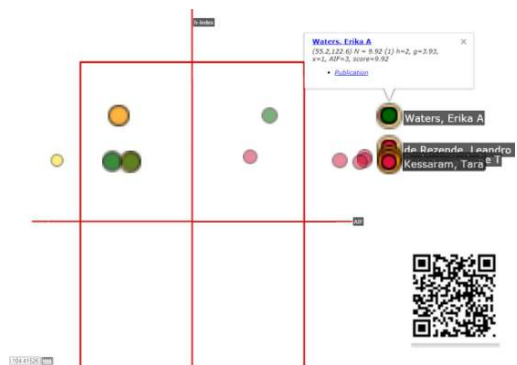 h-index
Waters, Erika A
(55.2,122.6) N = 9.92 (1) h=2, g=3.93,
x=1, AIF=3, score=9.92
Publication
Waters, Erika A
de Rezende, Leandro
e T
Kessaram, Tara
AIF